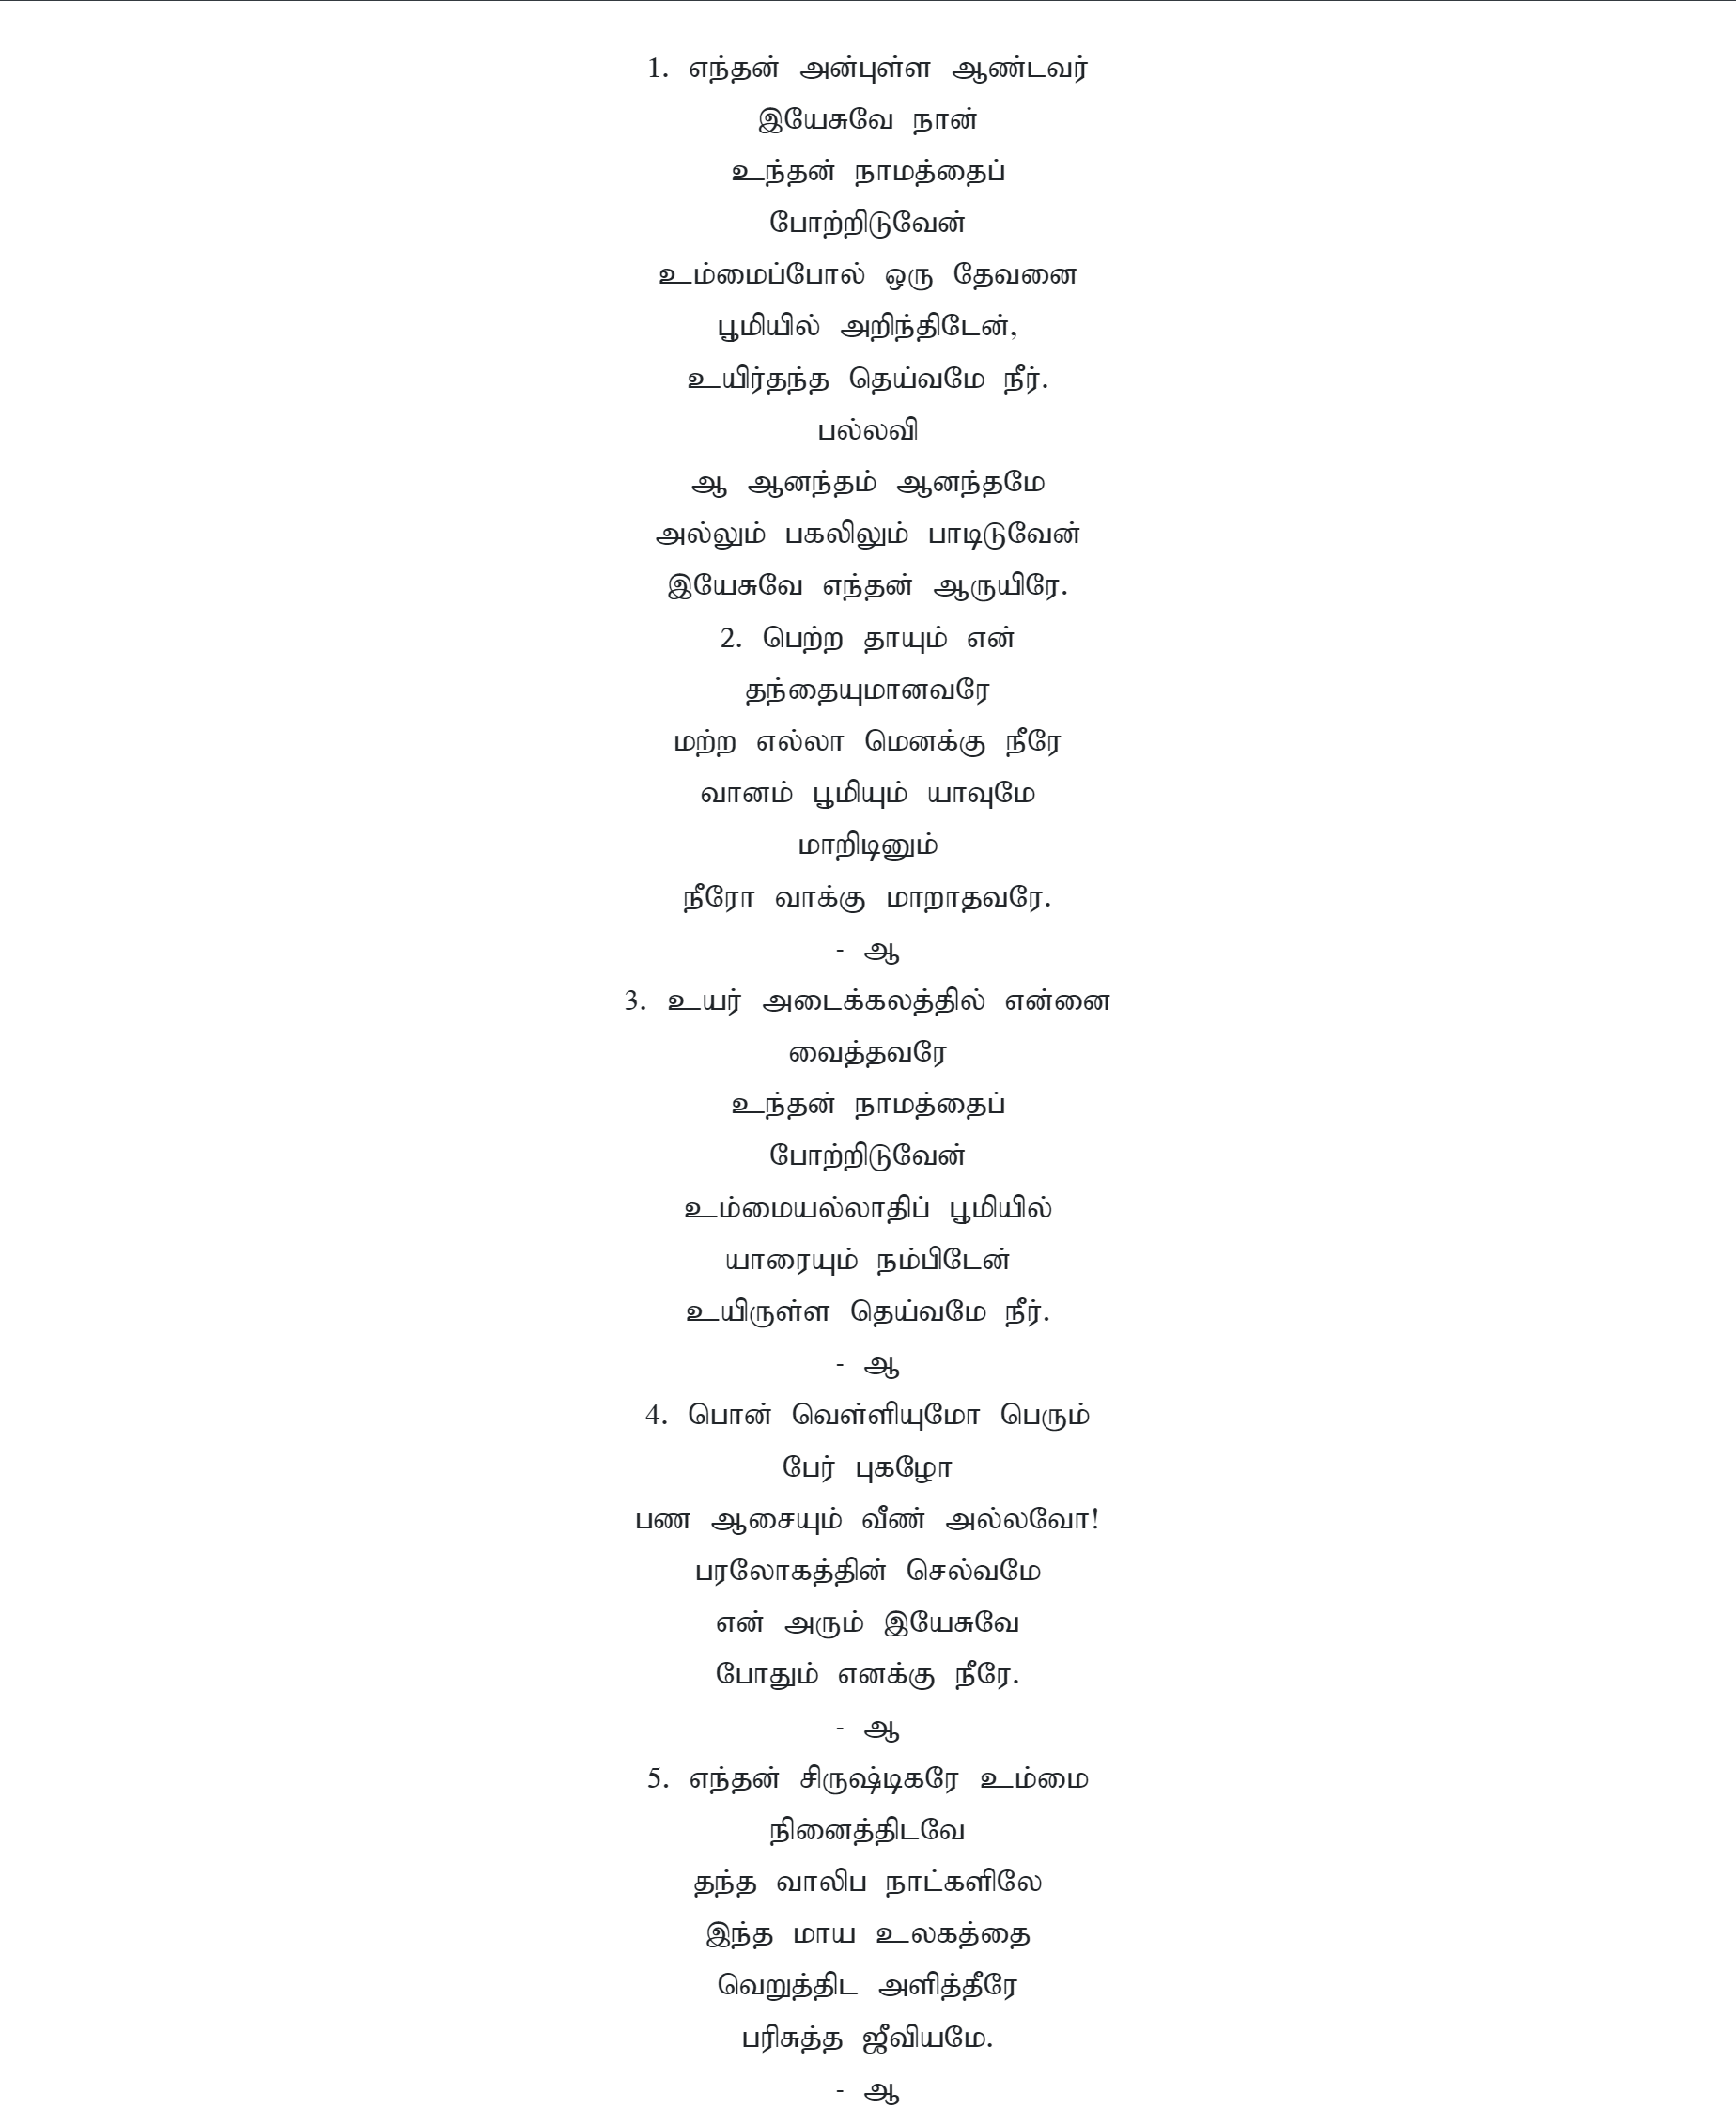 1. எந்தன் அன்புள்ள ஆண்டவர்
இயேசுவே நான்
உந்தன் நாமத்தைப்
போற்றிடுவேன்
உம்மைப்போல் ஒரு தேவனை
பூமியில் அறிந்திடேன்,
உயிர்தந்த தெய்வமே நீர்.
பல்லவி
ஆ ஆனந்தம் ஆனந்தமே
அல்லும் பகலிலும் பாடிடுவேன்
இயேசுவே எந்தன் ஆருயிரே.
2. பெற்ற தாயும் என்
தந்தையுமானவரே
மற்ற எல்லா மெனக்கு நீரே
வானம் பூமியும் யாவுமே
மாறிடினும்
நீரோ வாக்கு மாறாதவரே.
- ஆ
3. உயர் அடைக்கலத்தில் என்னை
வைத்தவரே
உந்தன் நாமத்தைப்
போற்றிடுவேன்
உம்மையல்லாதிப் பூமியில்
யாரையும் நம்பிடேன்
உயிருள்ள தெய்வமே நீர்.
- ஆ
4. பொன் வெள்ளியுமோ பெரும்
பேர் புகழோ
பண ஆசையும் வீண் அல்லவோ!
பரலோகத்தின் செல்வமே
என் அரும் இயேசுவே
போதும் எனக்கு நீரே.
- ஆ
5. எந்தன் சிருஷ்டிகரே உம்மை
நினைத்திடவே
தந்த வாலிப நாட்களிலே
இந்த மாய உலகத்தை
வெறுத்திட அளித்தீரே
பரிசுத்த ஜீவியமே.
- ஆ